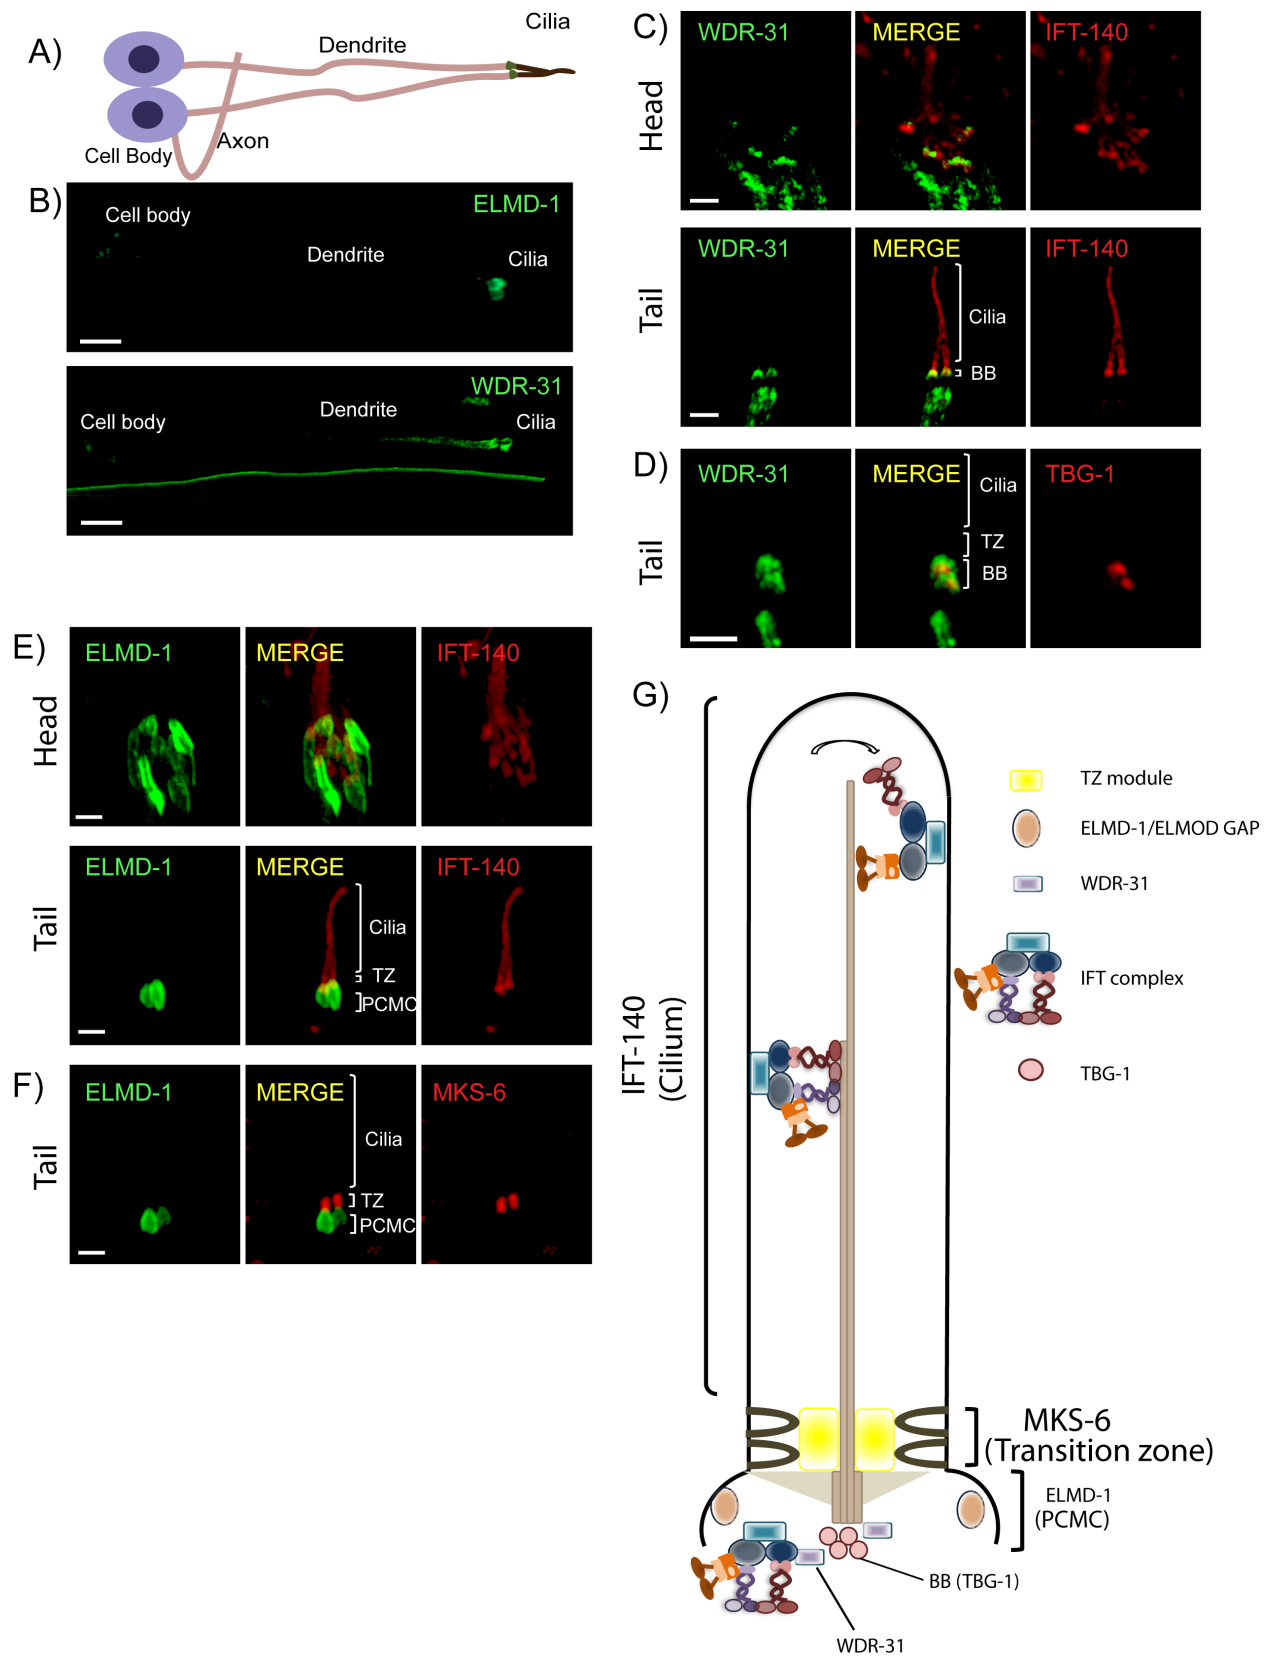 A)
Cilia
Dendrite
Axon
Cell Body
B)
ELMD-1
Cell body
Dendrite
Cilia
WDR-31
Dendrite
Cell body
Cilia
C)
Head
WDR-31
MERGE
IFT-140
Tail
WDR-31
MERGE
IFT-140
Cilia
BB
D)
Tail
WDR-31
MERGE
TBG-1
Cilia
TZ
BB
E)
Head
ELMD-1
MERGE
IFT-140
Tail
ELMD-1
MERGE
IFT-140
Cilia
TZ
PCMC
F)
Tail
ELMD-1
MERGE
MKS-6
Cilia
TZ
PCMC
G)
IFT-140
(Cilium)
TZ module
ELMD-1/ELMOD GAP
WDR-31
IFT complex
TBG-1
MKS-6
(Transition zone)
ELMD-1
(PCMC)
BB (TBG-1)
WDR-31